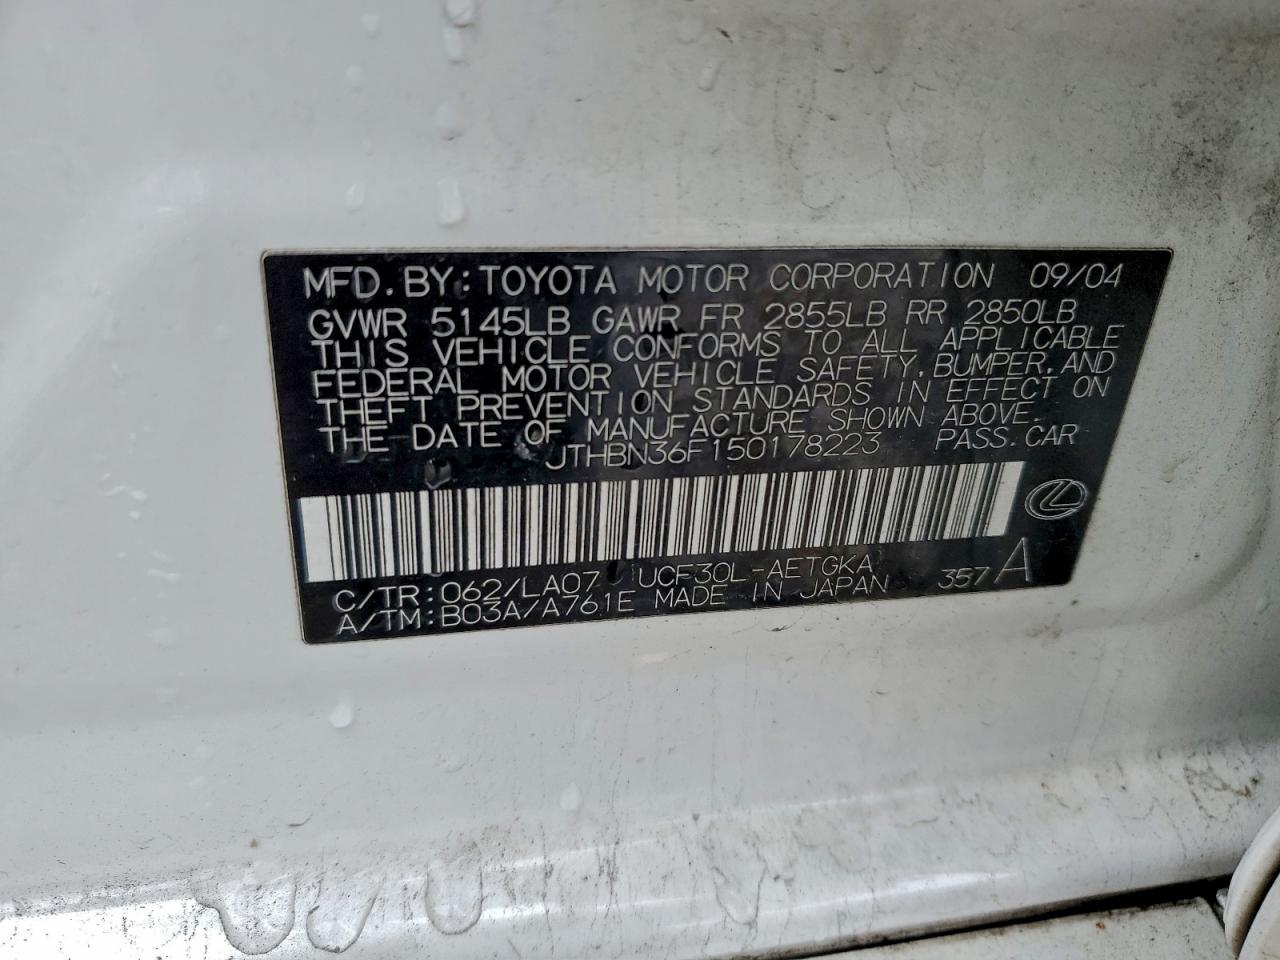 MFD. BY: TOYOTA MOTOR CORPORATION 09/04
GVWR 5145LB GAWR FR 2855LB RR 2850LB
THIS VEHICLE CONFORMS TO ALL APPLICABLE
FEDERAL MOTOR VEHICLE SAFETY, BUMPER, AND
THEFT PREVENTION STANDARDS IN EFFECT ON
THE DATE OF MANUFACTURE SHOWN ABOVE.
JTHBN36F150178223 PASS. CAR
C/TR: 062/LA07 UCF30L-AETGKA 357 A
A/TM: B03A/A761E MADE IN JAPAN